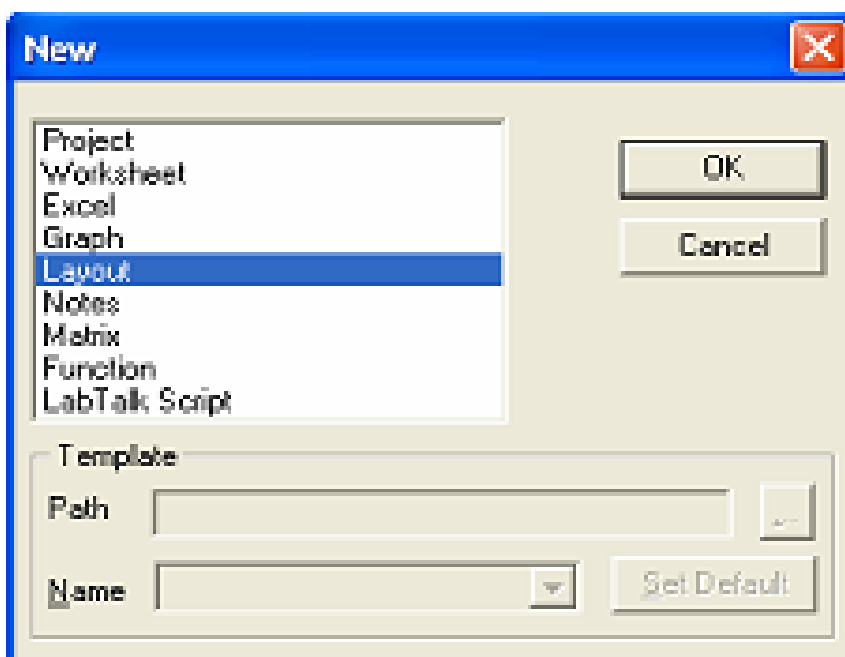 New
Project
Worksheet
Excel
Graph
Layout
Notes
Matrix
Function
LabTalk Script
OK
Cancel
Template
Path
...
Name
Set Default